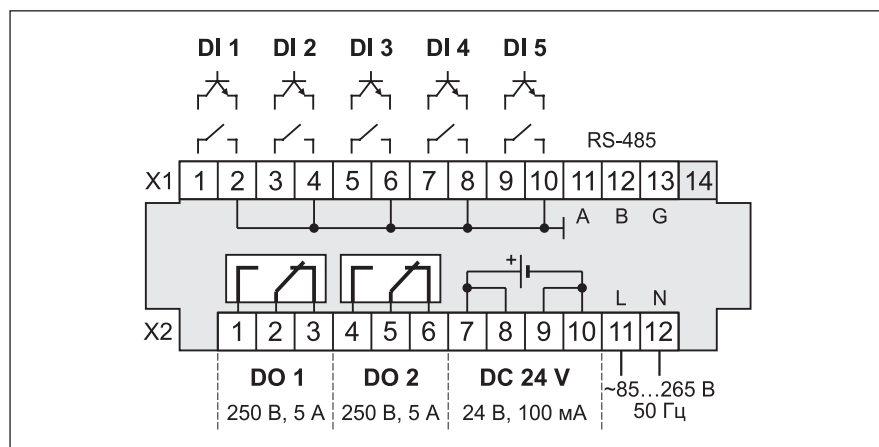 DI 1 DI 2 DI 3 DI 4 DI 5
RS-485
X1 1 2 3 4 5 6 7 8 9 10 11 12 13 14
A B G
+
L N
X2 1 2 3 4 5 6 7 8 9 10 11 12
DO 1 DO 2 DC 24 V ~85...265 В
250 В, 5 А 250 В, 5 А 24 В, 100 мА 50 Гц